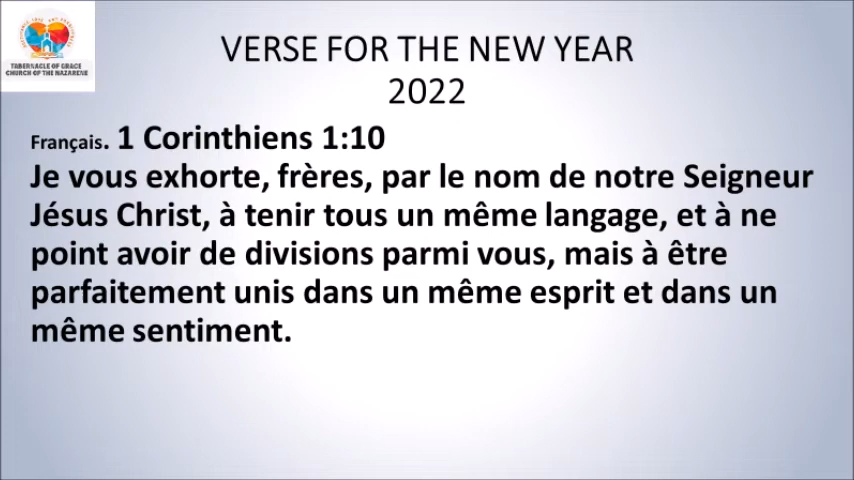 TABERNACLE OF GRACE
CHURCH OF THE NAZARENE
VERSE FOR THE NEW YEAR
2022
Français. 1 Corinthiens 1:10
Je vous exhorte, frères, par le nom de notre Seigneur
Jésus Christ, à tenir tous un même langage, et à ne
point avoir de divisions parmi vous, mais à être
parfaitement unis dans un même esprit et dans un
même sentiment.